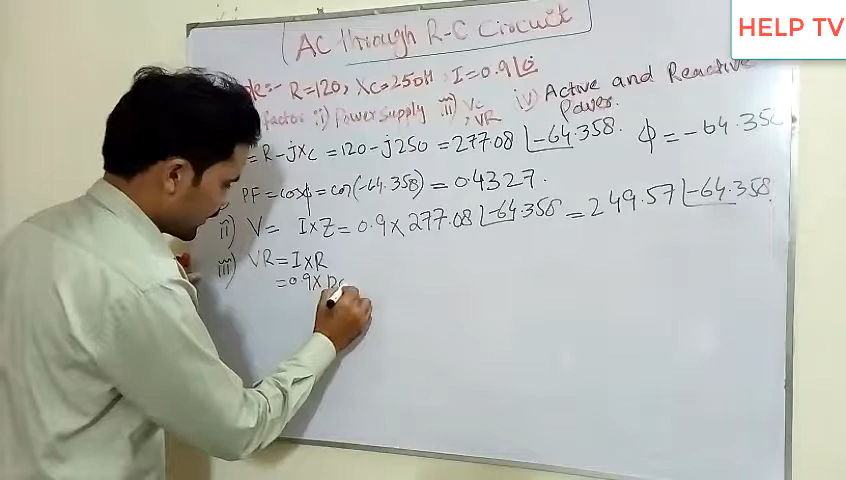 HELP TV
AC through R-C Circuit
R=120, Xc=250H, I=0.9∠0
factor ii) Power Supply iii) Vc, VR iv) Active and Reactive Power.
= R-jXc = 120-j250 = 277.08 ∠-64.358. ϕ = -64.358
PF = cosϕ = cos(-64.358) = 0.4327.
ii) V= I×Z = 0.9×277.08 ∠-64.358 = 249.57 ∠-64.358
iii) VR = I×R
= 0.9×